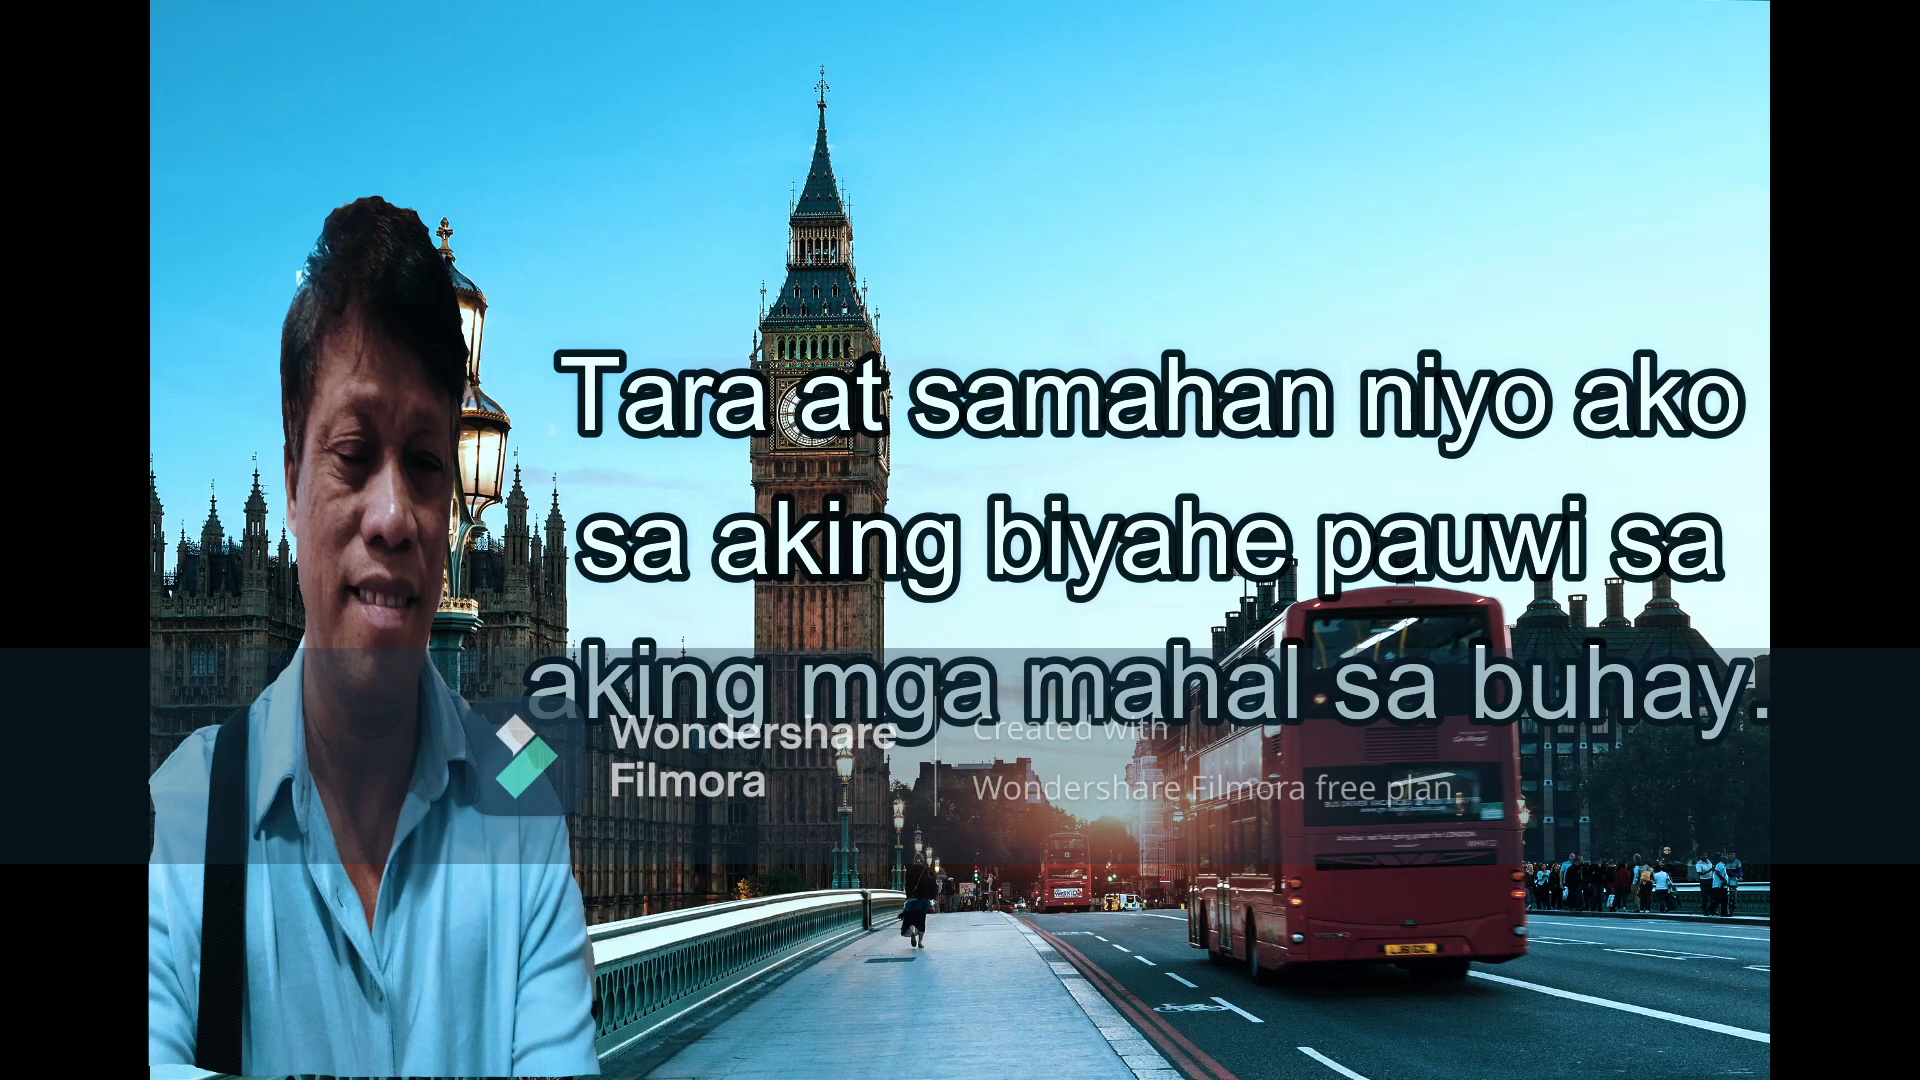 Tara at samahan niyo ako
sa aking biyahe pauwi sa
aking mga mahal sa buhay.
Wondershare
Filmora
Created with
Wondershare Filmora free plan